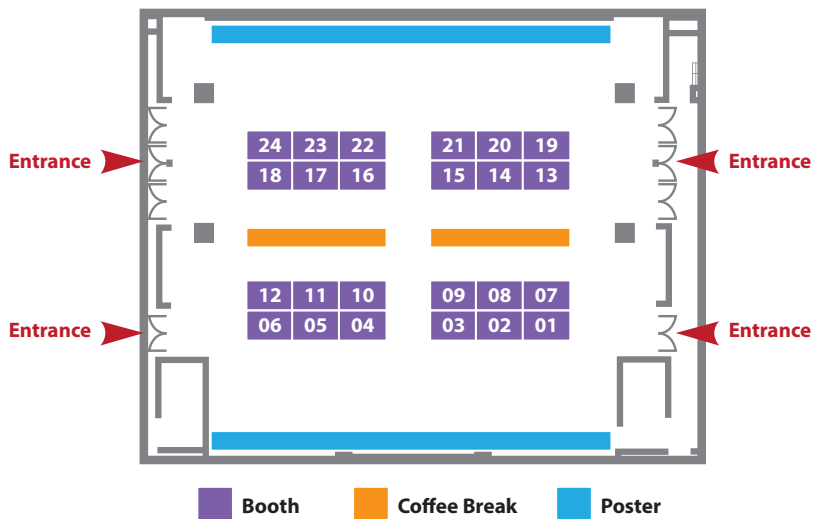 24 23 22 21 20 19
Entrance Entrance
18 17 16 15 14 13
12 11 10 09 08 07
06 05 04 03 02 01
Entrance Entrance
Booth Coffee Break Poster